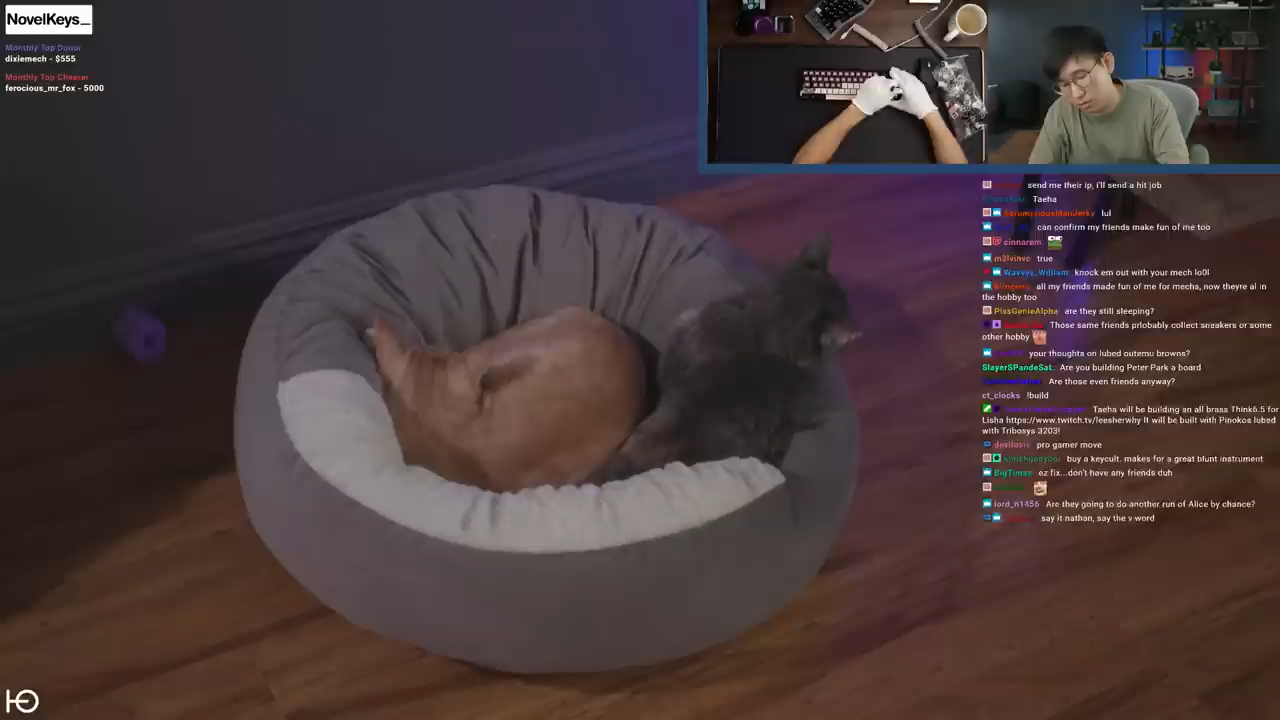 NovelKeys_
Monthly Top Donor
dixiemech - $555
Monthly Top Cheerer
ferocious_mr_fox - 5000
send me their ip, i'll send a hit job
Taeha
ScrumptiousManJerky lul
can confirm my friends make fun of me too
cinnarem
m3lvinvc true
Wavvyy_William knock em out with your mech lo0l
all my friends made fun of me for mechs, now theyre al in
the hobby too
PissGenieAlpha are they still sleeping?
Those same friends prlobably collect sneakers or some
other hobby
your thoughts on lubed outemu browns?
SlayerSPandeSaL: Are you building Peter Park a board
Are those even friends anyway?
ct_clocks !build
Taeha will be building an all brass Think6.5 for
Lisha https://www.twitch.tv/leesherwhy It will be built with Pinokos lubed
with Tribosys 3203!
devilosis pro gamer move
kimchijodyboi buy a keycult. makes for a great blunt instrument
BigTunas ez fix...don't have any friends duh
lord_n1456 Are they going to do another run of Alice by chance?
say it nathan, say the v word